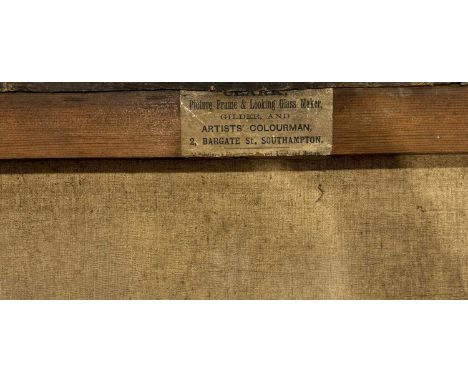 Picture Frame & Looking Glass Maker,
GILDER, AND
ARTISTS' COLOURMAN,
2, BARGATE ST, SOUTHAMPTON.